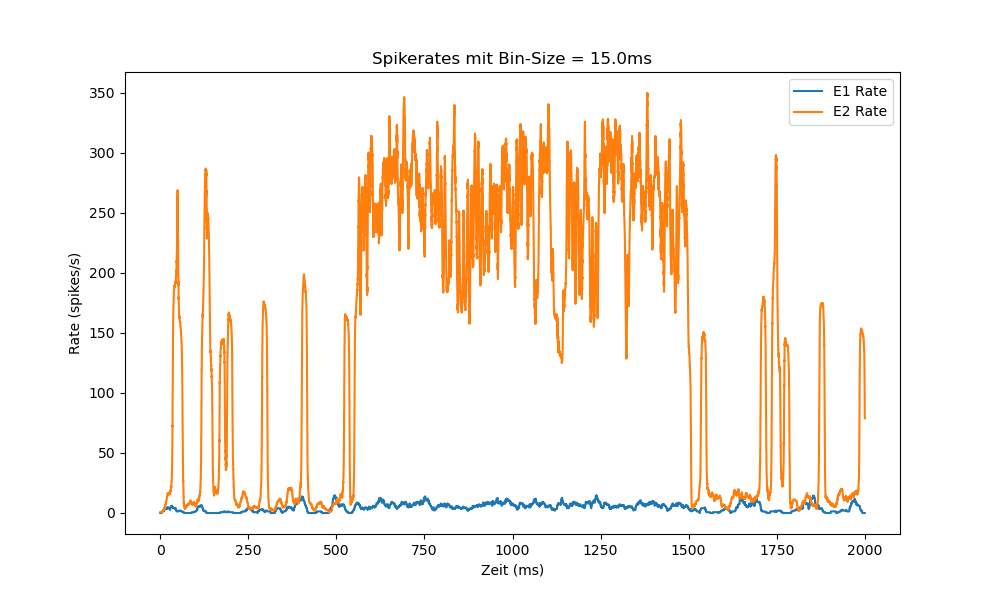 Spikerates mit Bin-Size = 15.0ms
E1 Rate
E2 Rate
Rate (spikes/s)
350
300
250
200
150
100
50
0
0 250 500 750 1000 1250 1500 1750 2000
Zeit (ms)